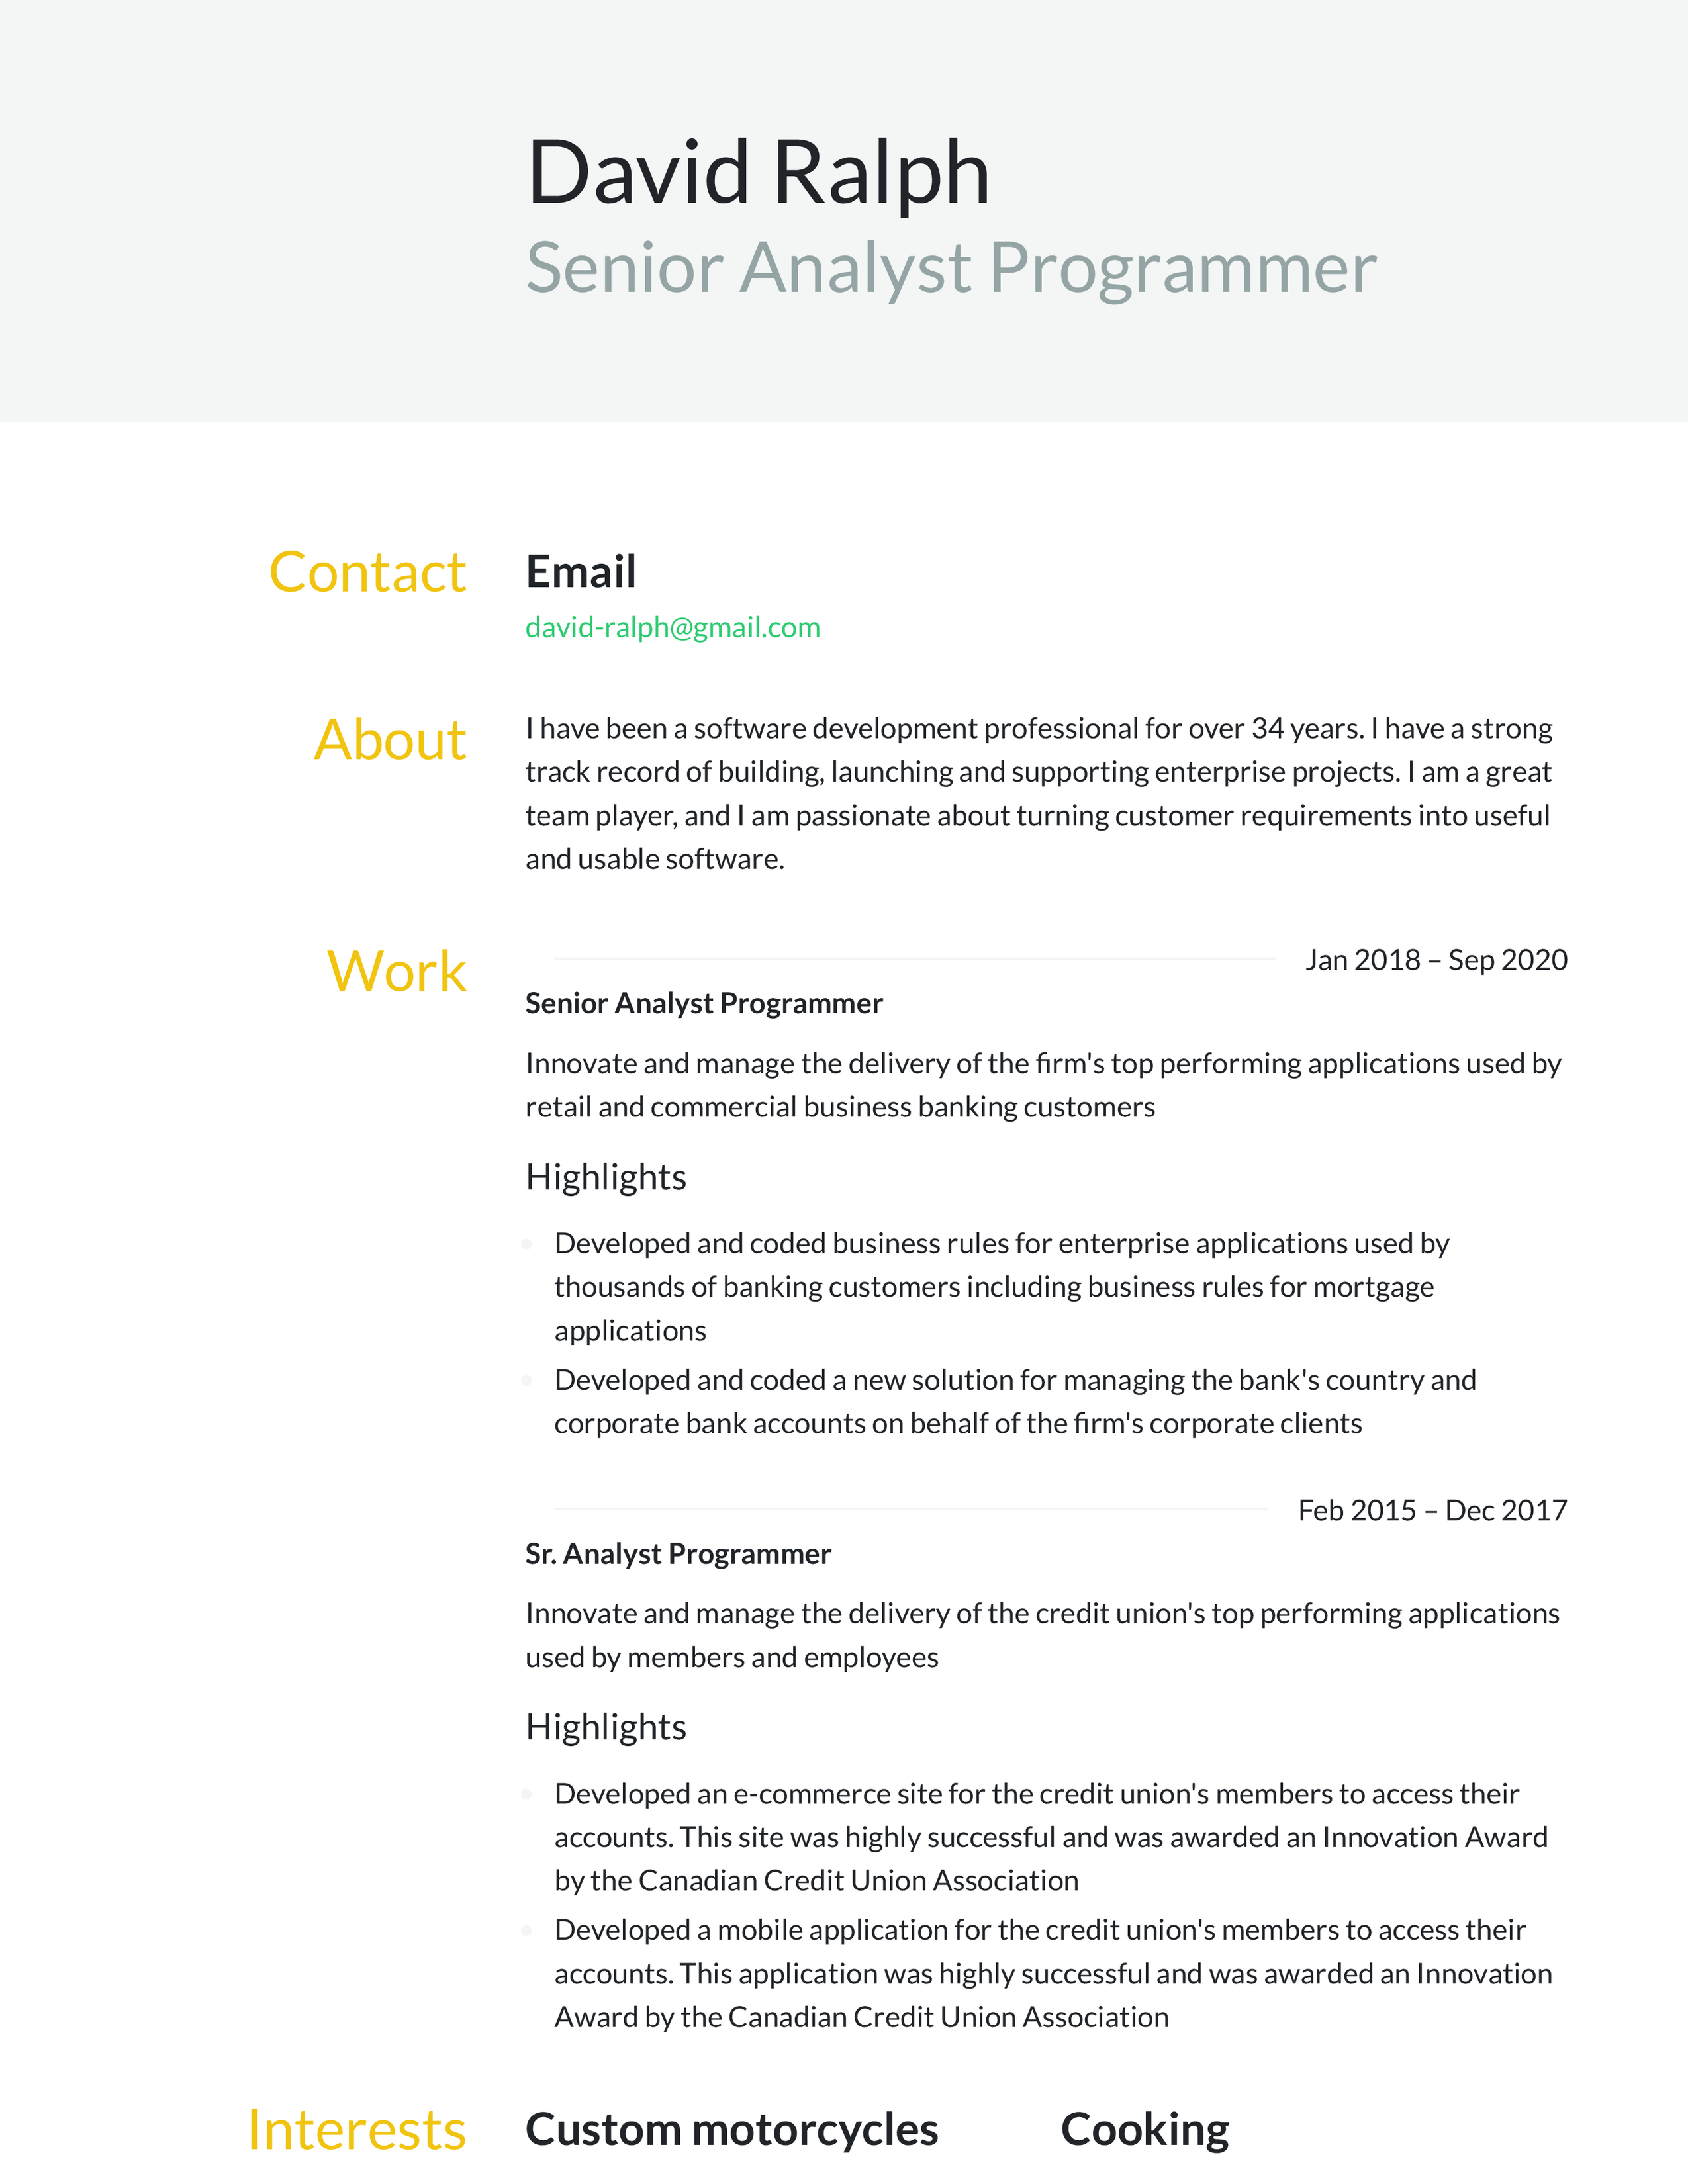 David Ralph
Senior Analyst Programmer
Contact
Email
david-ralph@gmail.com
About
I have been a software development professional for over 34 years. I have a strong
track record of building, launching and supporting enterprise projects. I am a great
team player, and I am passionate about turning customer requirements into useful
and usable software.
Work
Jan 2018 – Sep 2020
Senior Analyst Programmer
Innovate and manage the delivery of the firm's top performing applications used by
retail and commercial business banking customers
Highlights
Developed and coded business rules for enterprise applications used by
thousands of banking customers including business rules for mortgage
applications
Developed and coded a new solution for managing the bank's country and
corporate bank accounts on behalf of the firm's corporate clients
Feb 2015 – Dec 2017
Sr. Analyst Programmer
Innovate and manage the delivery of the credit union's top performing applications
used by members and employees
Highlights
Developed an e-commerce site for the credit union's members to access their
accounts. This site was highly successful and was awarded an Innovation Award
by the Canadian Credit Union Association
Developed a mobile application for the credit union's members to access their
accounts. This application was highly successful and was awarded an Innovation
Award by the Canadian Credit Union Association
Interests
Custom motorcycles
Cooking